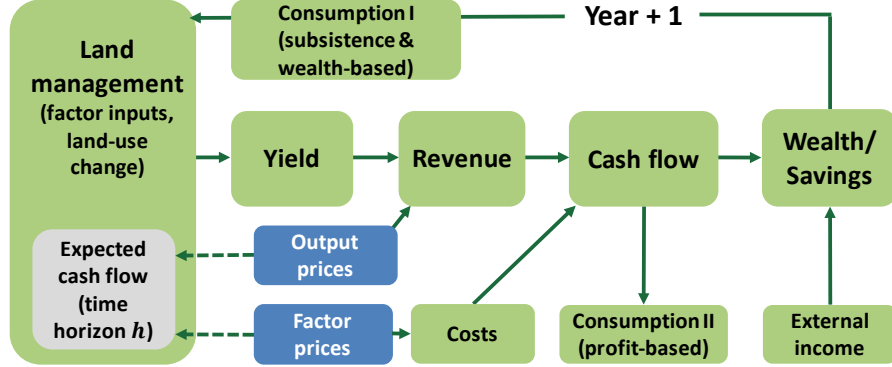 Consumption I
(subsistence &
wealth-based)
Year + 1
Land
management
(factor inputs,
land-use
change)
Yield
Revenue
Cash flow
Wealth/
Savings
Expected
cash flow
(time
horizon h)
Output
prices
Factor
prices
Costs
Consumption II
(profit-based)
External
income